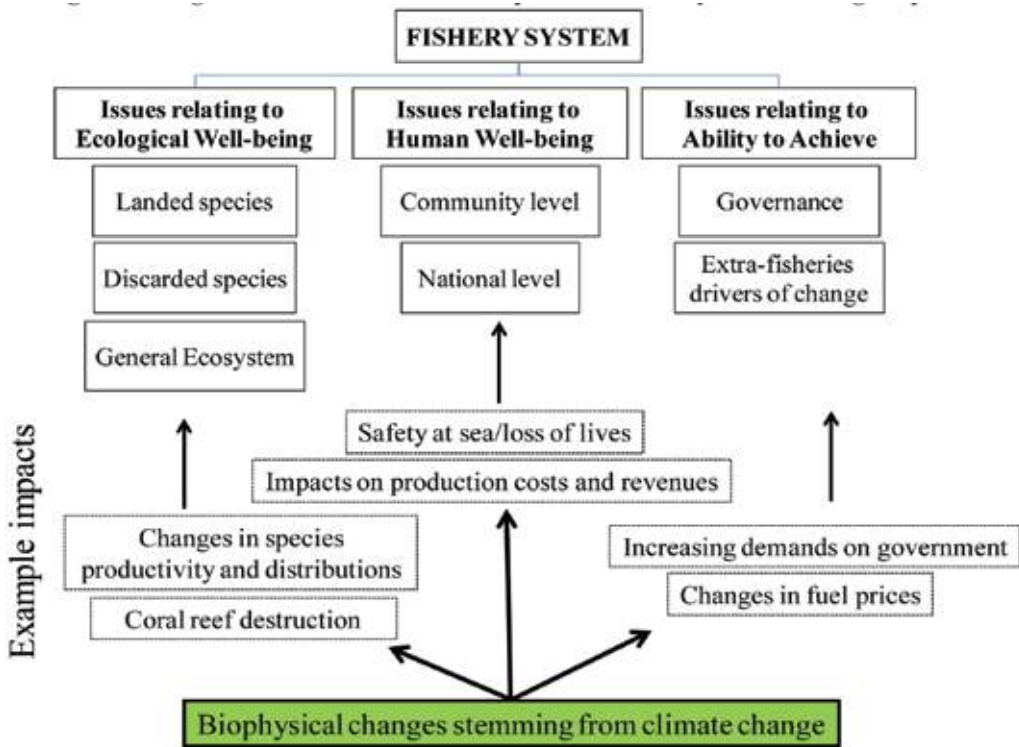 FISHERY SYSTEM
Issues relating to
Ecological Well-being
Issues relating to
Human Well-being
Issues relating to
Ability to Achieve
Landed species
Community level
Governance
Discarded species
National level
Extra-fisheries
drivers of change
General Ecosystem
Example impacts
Safety at sea/loss of lives
Impacts on production costs and revenues
Changes in species
productivity and distributions
Coral reef destruction
Increasing demands on government
Changes in fuel prices
Biophysical changes stemming from climate change